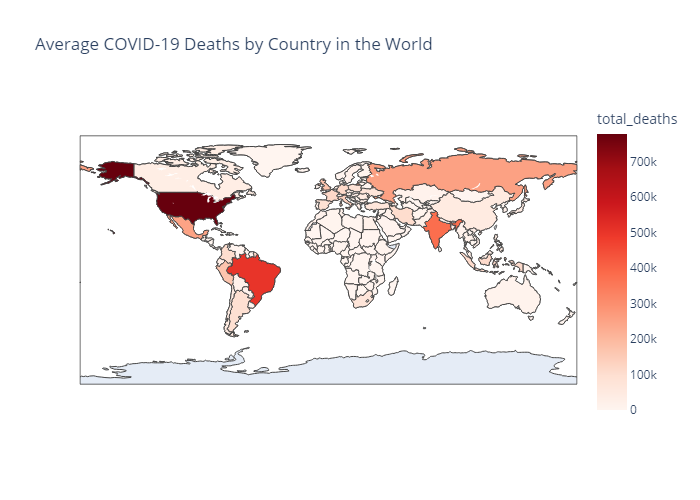 Average COVID-19 Deaths by Country in the World
total_deaths
700k
600k
500k
400k
300k
200k
100k
0